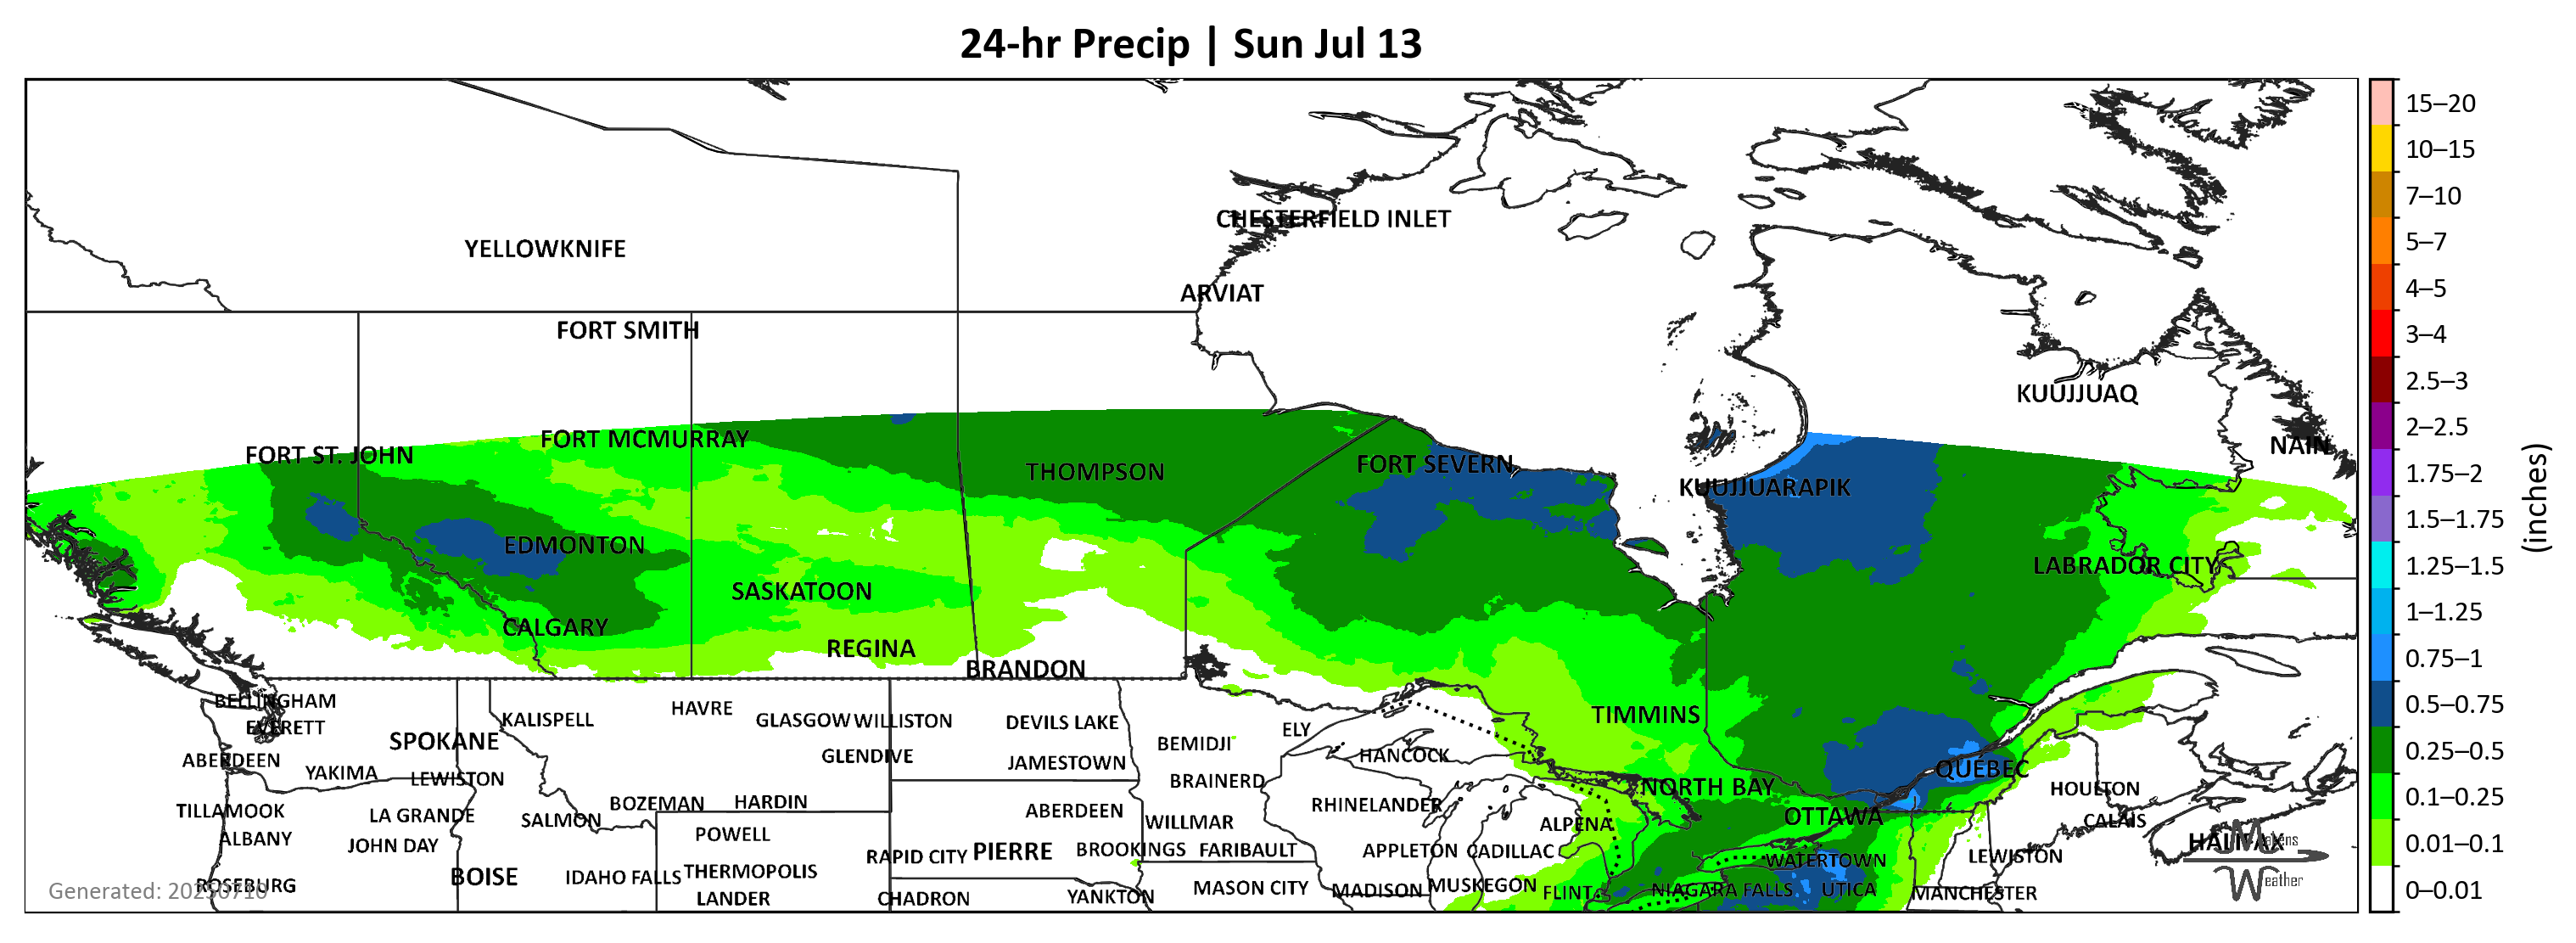 24-hr Precip | Sun Jul 13
CHESTERFIELD INLET
YELLOWKNIFE
ARVIAT
FORT SMITH
KUUJJUAQ
FORT MCMURRAY
NAIN
FORT ST. JOHN
THOMPSON
FORT SEVERN
KUUJJUARAPIK
EDMONTON
LABRADOR CITY
SASKATOON
CALGARY
REGINA
BRANDON
BELLINGHAM
HAVRE
TIMMINS
KALISPELL
GLASGOW
WILLISTON
DEVILS LAKE
EVERETT
ELY
SPOKANE
BEMIDJI
GLENDIVE
HANCOCK
ABERDEEN
JAMESTOWN
QUÉBEC
YAKIMA
LEWISTON
BRAINERD
NORTH BAY
HOULTON
BOZEMAN
HARDIN
RHINELANDER
TILLAMOOK
LA GRANDE
SALMON
ABERDEEN
WILLMAR
ALPENA
OTTAWA
CALAIS
ALBANY
JOHN DAY
POWELL
HALIFAX
RAPID CITY
PIERRE
BROOKINGS
FARIBAULT
APPLETON
CADILLAC
WATERTOWN
LEWISTON
BOISE
IDAHO FALLS
THERMOPOLIS
ROSEBURG
MASON CITY
MADISON
MUSKEGON
FLINT
NIAGARA FALLS
UTICA
MANCHESTER
LANDER
CHADRON
YANKTON
Generated: 20250710
Weather
15–20
10–15
7–10
5–7
4–5
3–4
2.5–3
2–2.5
1.75–2
1.5–1.75
1.25–1.5
1–1.25
0.75–1
0.5–0.75
0.25–0.5
0.1–0.25
0.01–0.1
0–0.01
(inches)